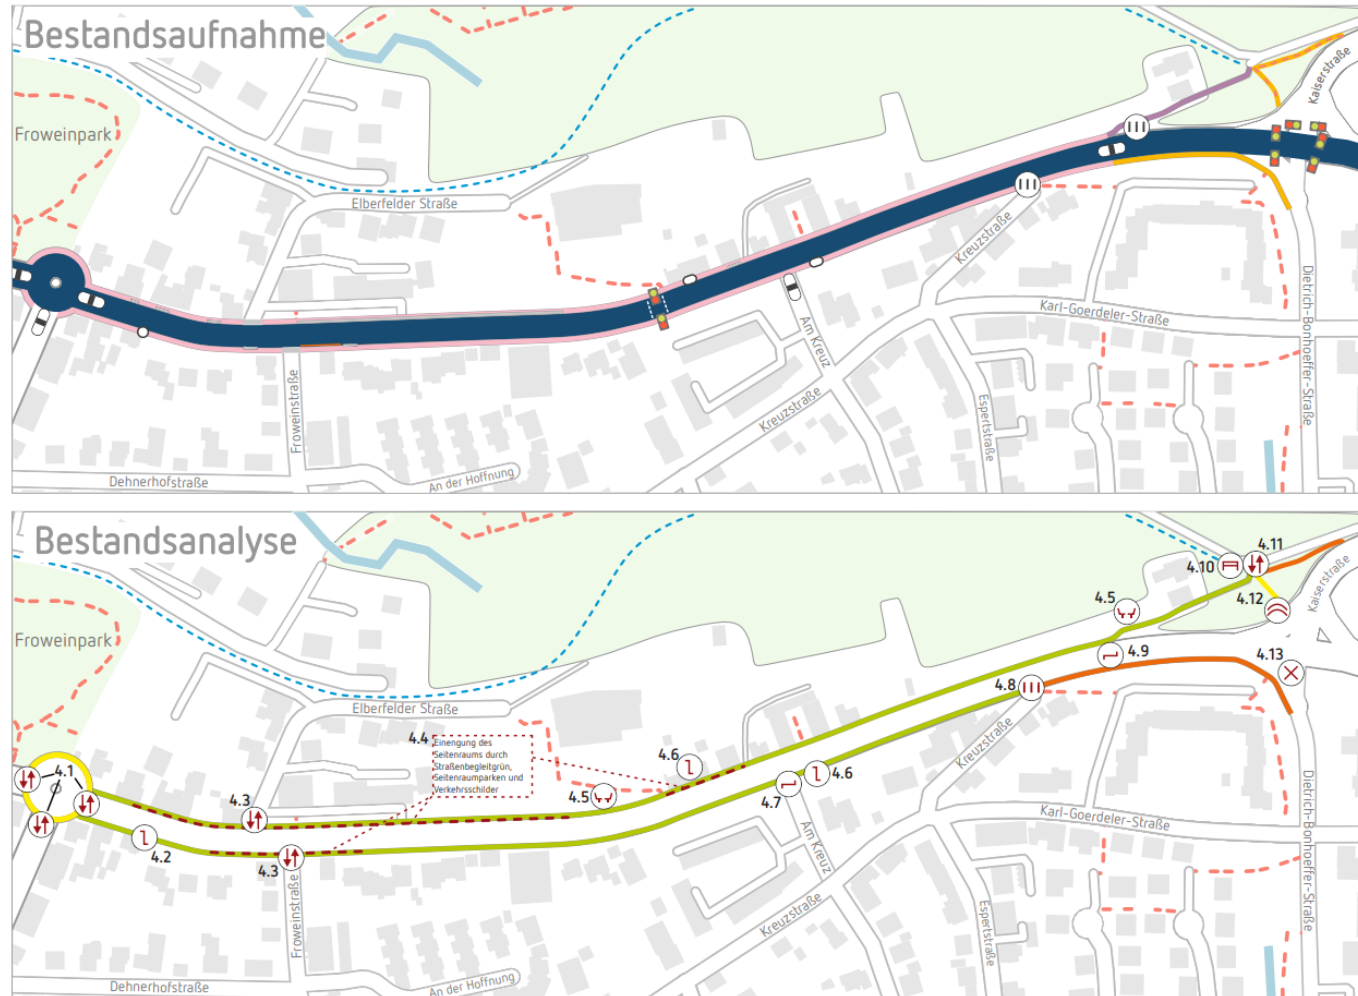 Bestandsaufnahme
Kaiserstraße
Froweinpark
Elberfelder Straße
Kreuzstraße
Karl-Goerdeler-Straße
Dietrich-Bonhoeffer-Straße
Am Kreuz
Froweinstraße
Kreuzstraße
Espertstraße
Dehnerhofstraße
An der Hoffnung
Bestandsanalyse
4.11
4.10
Kaiserstraße
4.5
4.12
Froweinpark
4.9
4.13
4.8
Elberfelder Straße
4.4
Einengung des
Seitenraums durch
Straßenbegleitgrün,
Seitenraumparken und
Verkehrsschilder
4.6
Kreuzstraße
4.1
4.6
4.5
4.7
4.3
Karl-Goerdeler-Straße
Dietrich-Bonhoeffer-Straße
Am Kreuz
4.2
4.3
Froweinstraße
Kreuzstraße
Espertstraße
Dehnerhofstraße
An der Hoffnung